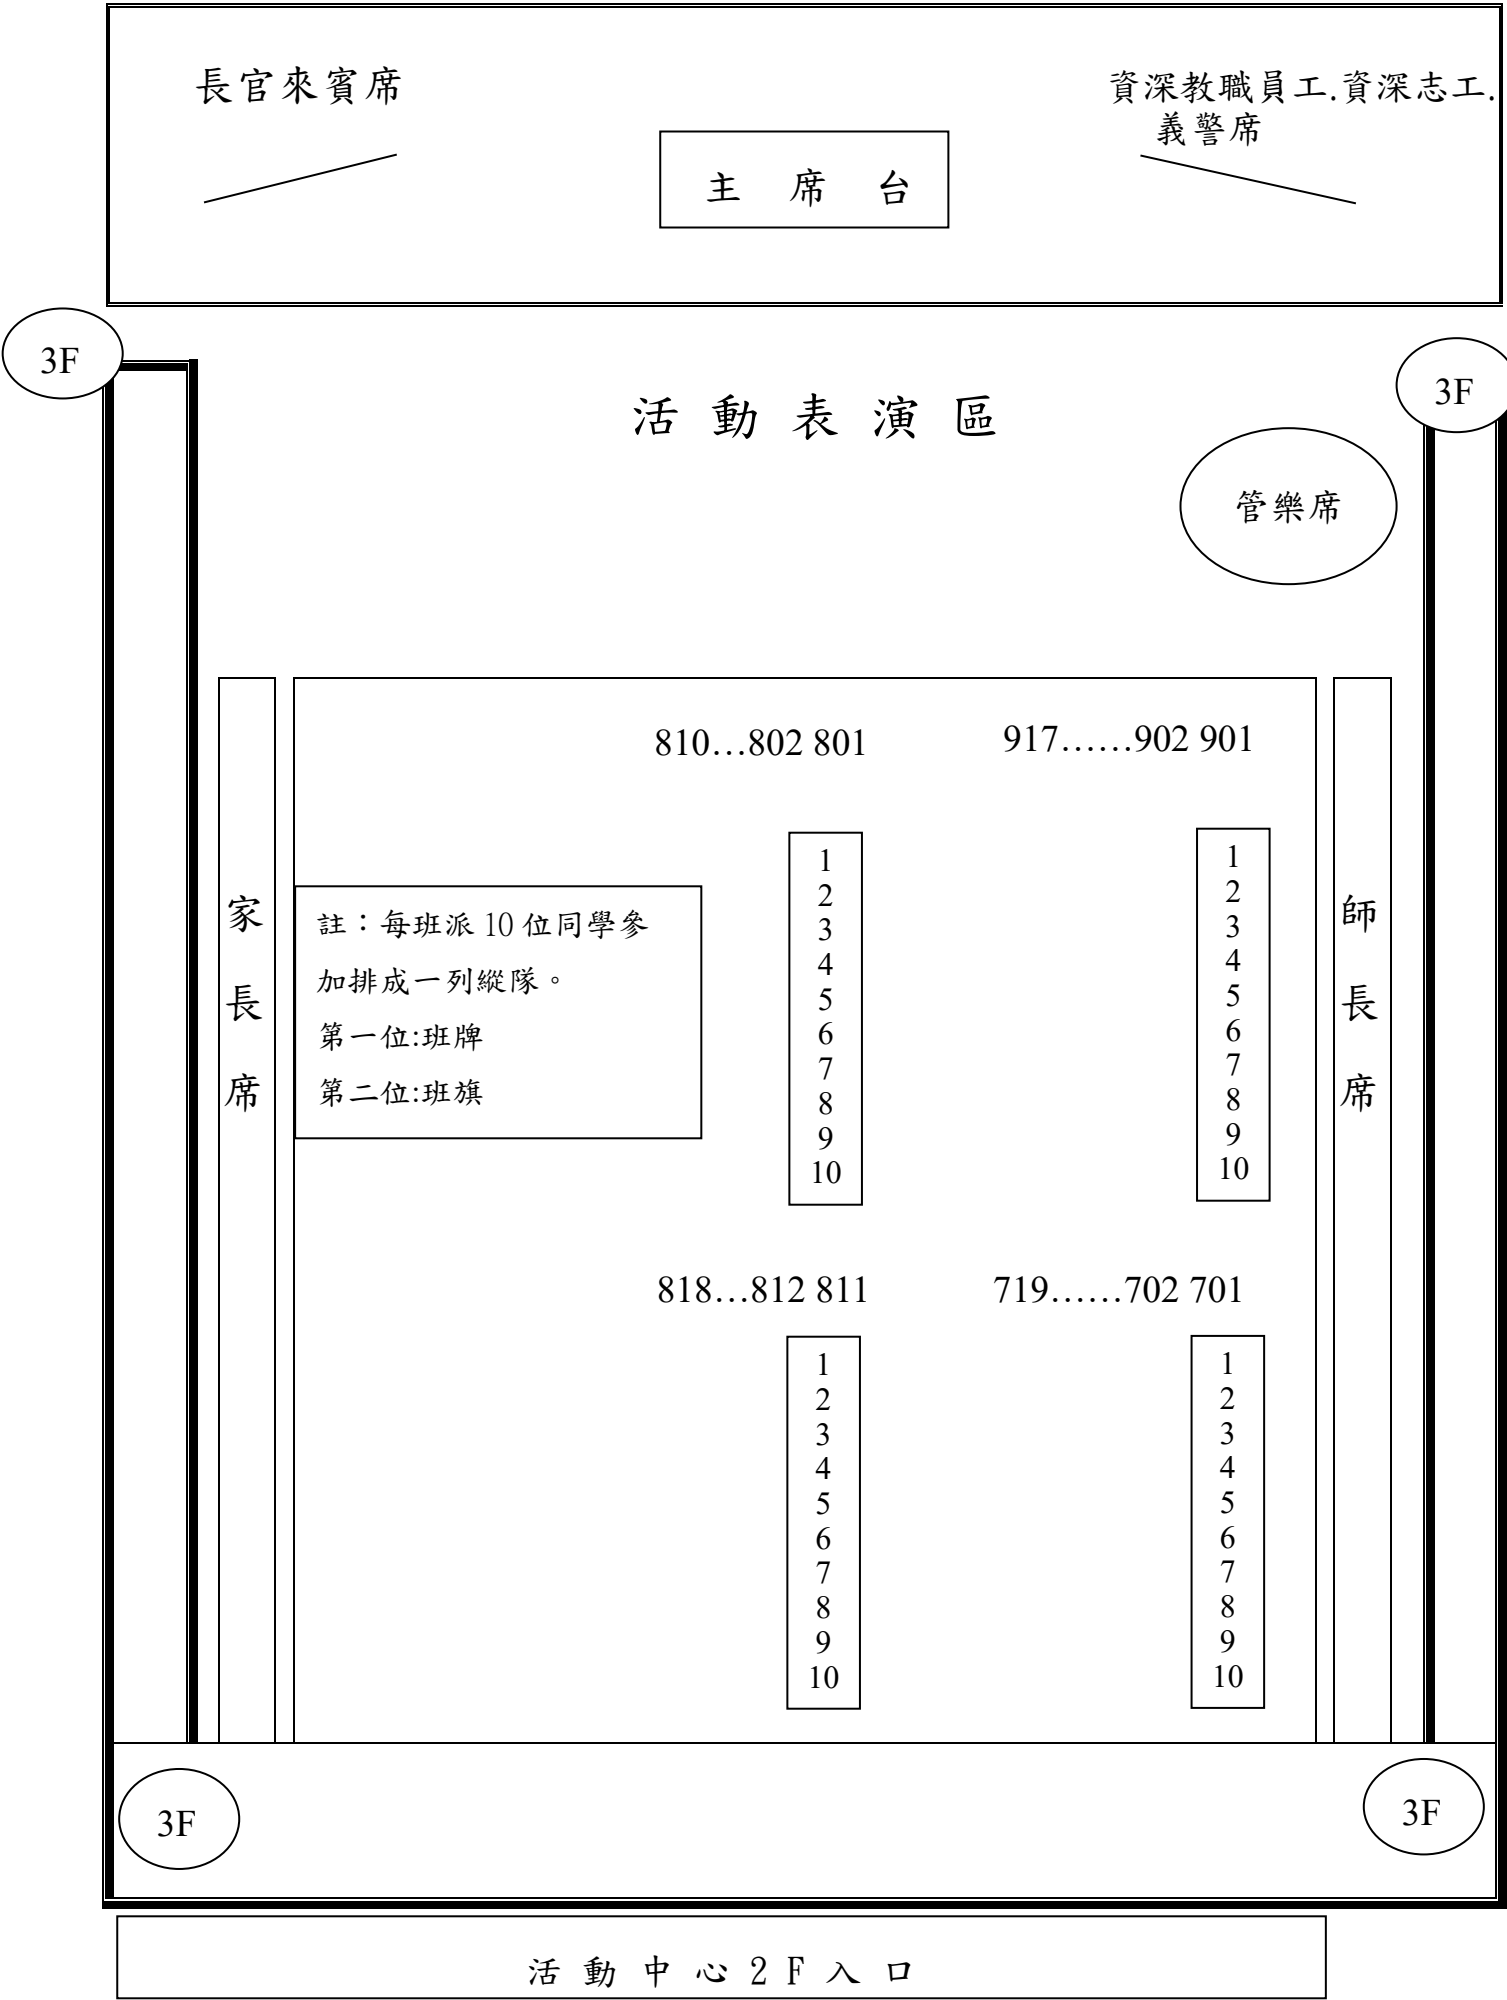 長官來賓席
資深教職員工.資深志工.
義警席
主 席 台
3F
3F
活 動 表 演 區
管樂席
810…802 801
917……902 901
家
長
席
註：每班派 10 位同學參
加排成一列縱隊。
第一位:班牌
第二位:班旗
1
2
3
4
5
6
7
8
9
10
1
2
3
4
5
6
7
8
9
10
師
長
席
818…812 811
719……702 701
1
2
3
4
5
6
7
8
9
10
1
2
3
4
5
6
7
8
9
10
3F
3F
活 動 中 心 2 F 入 口